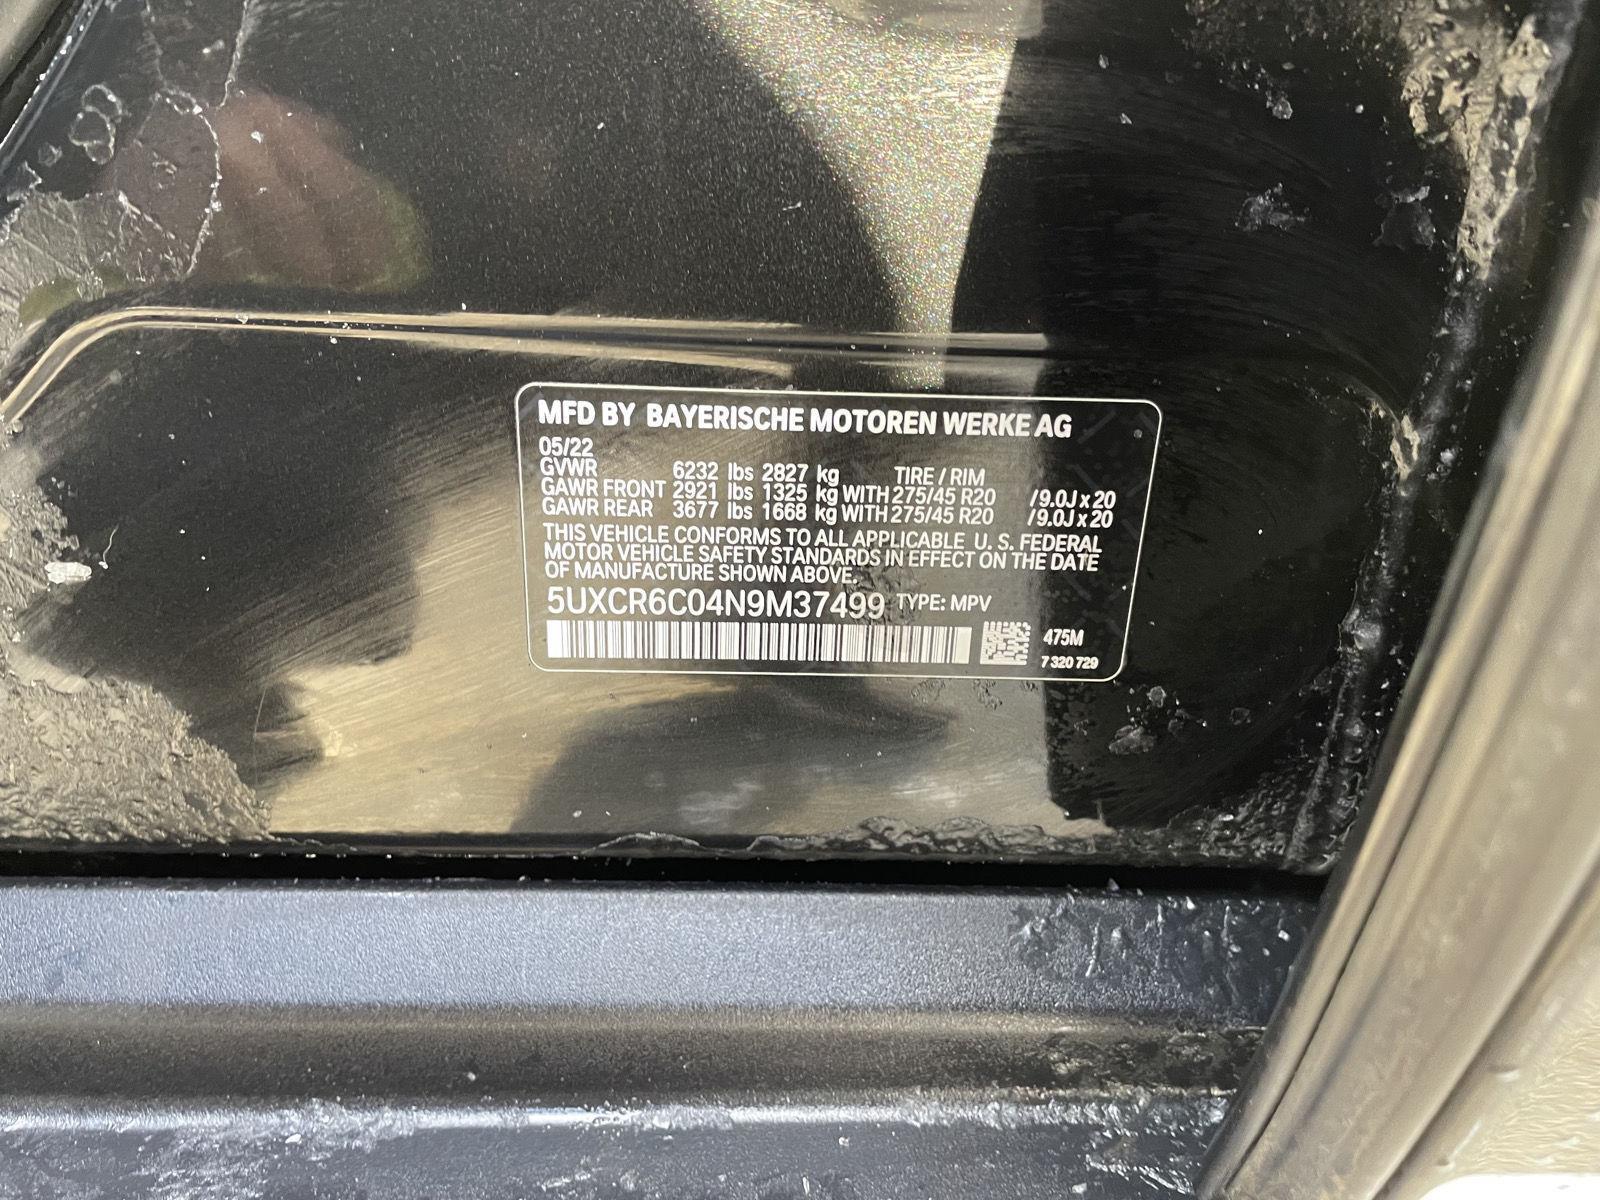 MFD BY BAYERISCHE MOTOREN WERKE AG
05/22
GVWR 6232 lbs 2827 kg TIRE / RIM
GAWR FRONT 2921 lbs 1325 kg WITH 275/45 R20 /9.0J x 20
GAWR REAR 3677 lbs 1668 kg WITH 275/45 R20 /9.0J x 20
THIS VEHICLE CONFORMS TO ALL APPLICABLE U.S. FEDERAL
MOTOR VEHICLE SAFETY STANDARDS IN EFFECT ON THE DATE
OF MANUFACTURE SHOWN ABOVE.
5UXCR6C04N9M37499 TYPE: MPV
475M
7 320 729